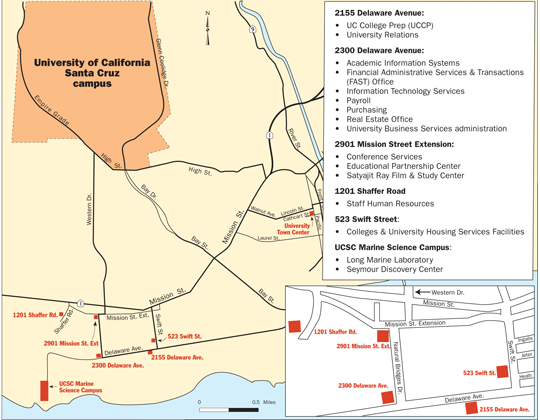 2155 Delaware Avenue:
• UC College Prep (UCCP)
• University Relations
2300 Delaware Avenue:
• Academic Information Systems
• Financial Administrative Services & Transactions
(FAST) Office
• Information Technology Services
• Payroll
• Purchasing
• Real Estate Office
• University Business Services administration
2901 Mission Street Extension:
• Conference Services
• Educational Partnership Center
• Satyajit Ray Film & Study Center
1201 Shaffer Road
• Staff Human Resources
523 Swift Street:
• Colleges & University Housing Services Facilities
UCSC Marine Science Campus:
• Long Marine Laboratory
• Seymour Discovery Center
N
9
University of California
Santa Cruz
campus
Glenn Coolidge Dr.
Empire Grade
High St.
High St.
River St.
1
Western Dr.
Bay Dr.
Bay St.
Bay St.
Mission St.
Walnut Ave.
Lincoln St.
Cathcart St.
Laurel St.
Pacific
University
Town Center
Mission St.
1
1201 Shaffer Rd.
Shaffer Rd.
Mission St. Ext.
Swift St.
523 Swift St.
2901 Mission St. Ext
Delaware Ave.
2155 Delaware Ave.
2300 Delaware Ave.
UCSC Marine
Science Campus
0 0.5 Miles
Western Dr.
Mission St.
Mission St. Extension
1201 Shaffer Rd.
2901 Mission St. Ext.
Natural Bridges Dr.
Swift St.
Ingalls
Jeter
Heath
523 Swift St.
2300 Delaware Ave.
Delaware Ave.
2155 Delaware Ave.